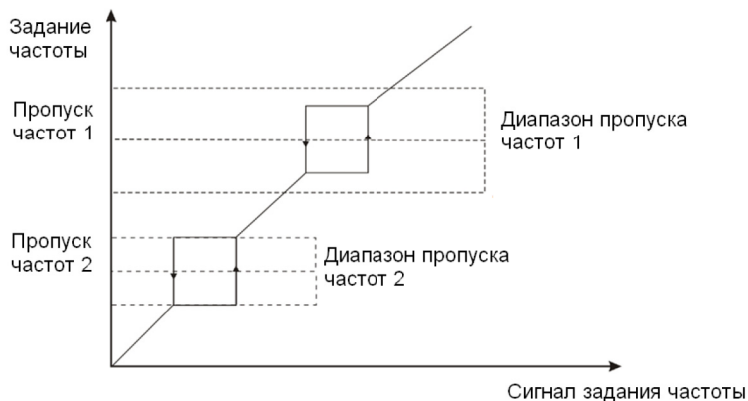 Задание
частоты
Пропуск
частот 1
Диапазон пропуска
частот 1
Пропуск
частот 2
Диапазон пропуска
частот 2
Сигнал задания частоты